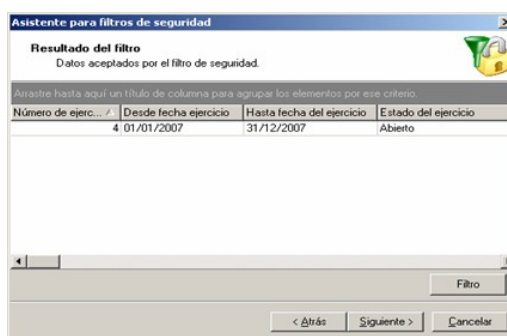 Asistente para filtros de seguridad
Resultado del filtro
Datos aceptados por el filtro de seguridad.
Arrastre hasta aquí un título de columna para agrupar los elementos por ese criterio.
Número de ejerc... Desde fecha ejercicio Hasta fecha del ejercicio Estado del ejercicio
4 01/01/2007 31/12/2007 Abierto
Filtro
< Atrás Siguiente > Cancelar